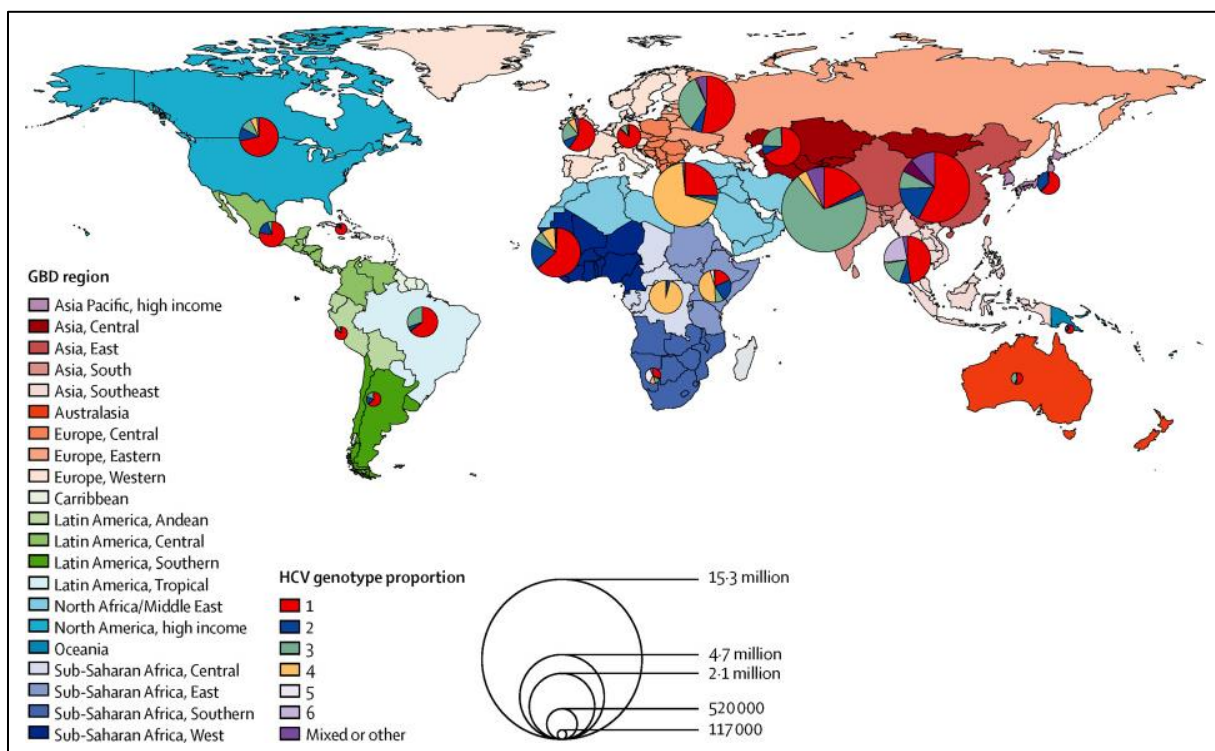 GBD region
Asia Pacific, high income
Asia, Central
Asia, East
Asia, South
Asia, Southeast
Australasia
Europe, Central
Europe, Eastern
Europe, Western
Carribbean
Latin America, Andean
Latin America, Central
Latin America, Southern
Latin America, Tropical
North Africa/Middle East
North America, high income
Oceania
Sub-Saharan Africa, Central
Sub-Saharan Africa, East
Sub-Saharan Africa, Southern
Sub-Saharan Africa, West
HCV genotype proportion
1
2
3
4
5
6
Mixed or other
15·3 million
4·7 million
2·1 million
520 000
117 000